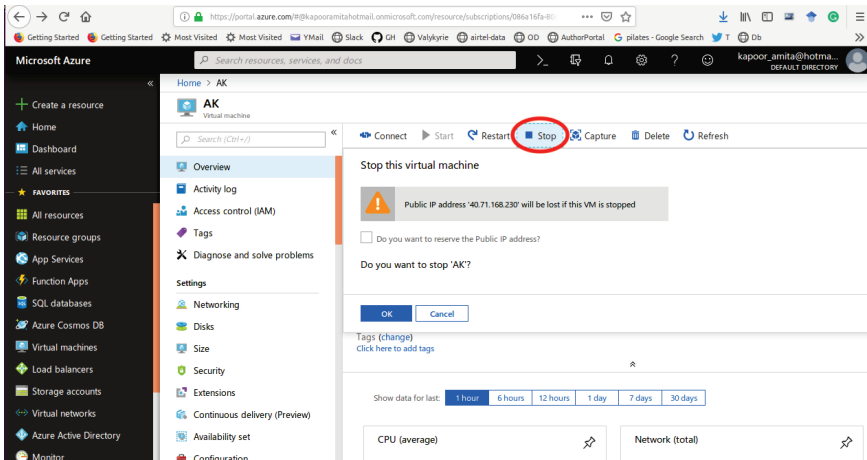 https://portal.azure.com/#@kapooramitahotmail.onmicrosoft.com/resource/subscriptions/086a16fa-80
Getting Started Getting Started Most Visited Most Visited YMail Slack GH Valykyrie airtel-data OD AuthorPortal G pilates - Google Search T Db
Microsoft Azure
Search resources, services, and docs
kapoor_amita@hotma...
DEFAULT DIRECTORY
Create a resource
Home
Dashboard
All services
FAVORITES
All resources
Resource groups
App Services
Function Apps
SQL databases
Azure Cosmos DB
Virtual machines
Load balancers
Storage accounts
Virtual networks
Azure Active Directory
Monitor
Home > AK
AK
Virtual machine
Search (Ctrl+/)
Overview
Activity log
Access control (IAM)
Tags
Diagnose and solve problems
Settings
Networking
Disks
Size
Security
Extensions
Continuous delivery (Preview)
Availability set
Configuration
Connect Start Restart Stop Capture Delete Refresh
Stop this virtual machine
Public IP address '40.71.168.230' will be lost if this VM is stopped
Do you want to reserve the Public IP address?
Do you want to stop 'AK'?
OK Cancel
Tags (change)
Click here to add tags
Show data for last: 1 hour 6 hours 12 hours 1 day 7 days 30 days
CPU (average)
Network (total)